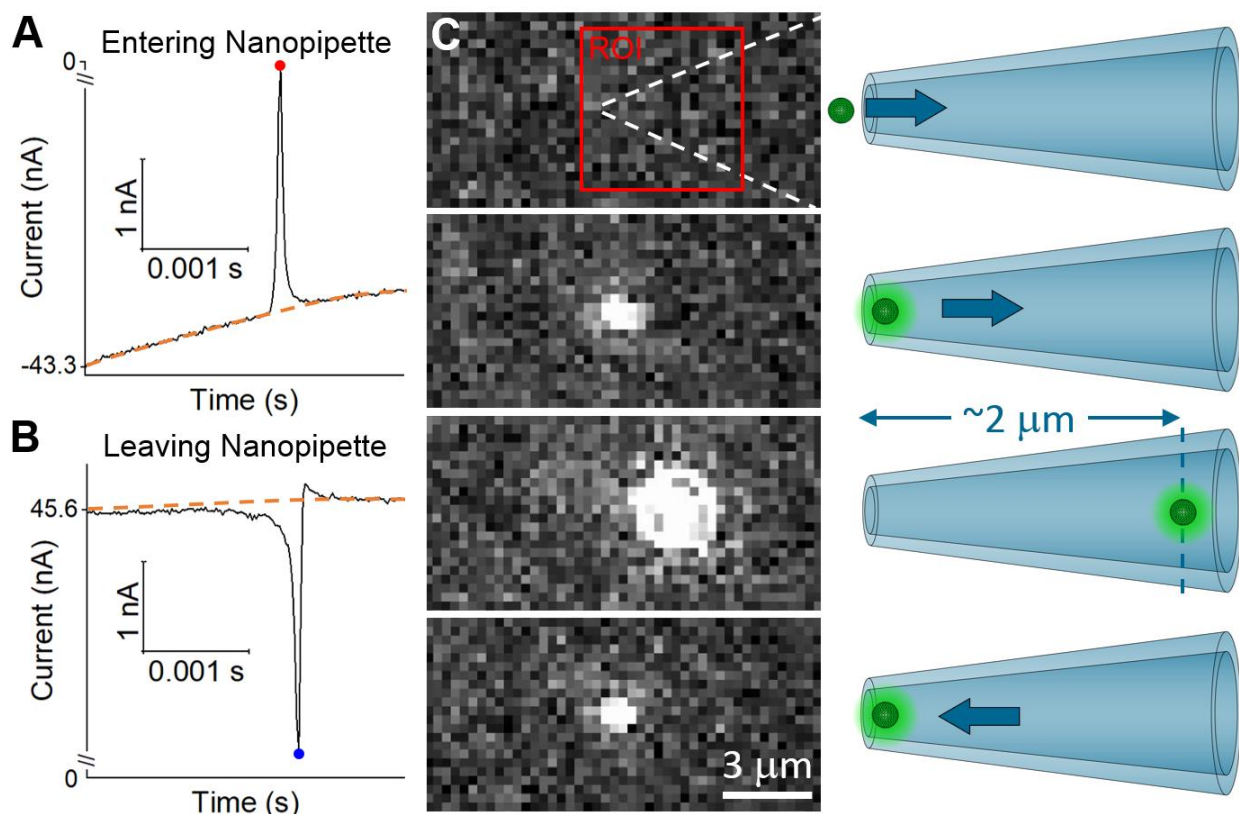 A
Entering Nanopipette
0
Current (nA)
1 nA
0.001 s
-43.3
Time (s)
B
Leaving Nanopipette
45.6
Current (nA)
1 nA
0.001 s
0
Time (s)
C
ROI
3 μm
~2 μm